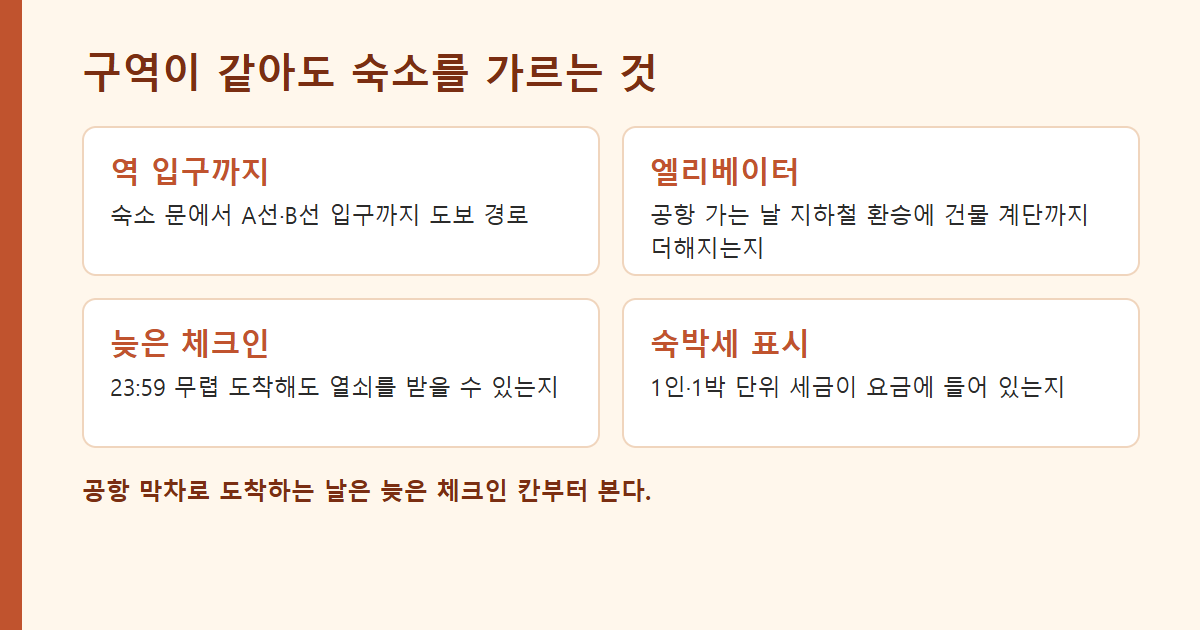 구역이 같아도 숙소를 가르는 것
역 입구까지
숙소 문에서 A선·B선 입구까지 도보 경로
엘리베이터
공항 가는 날 지하철 환승에 건물 계단까지
더해지는지
늦은 체크인
23:59 무렵 도착해도 열쇠를 받을 수 있는지
숙박세 표시
1인·1박 단위 세금이 요금에 들어 있는지
공항 막차로 도착하는 날은 늦은 체크인 칸부터 본다.